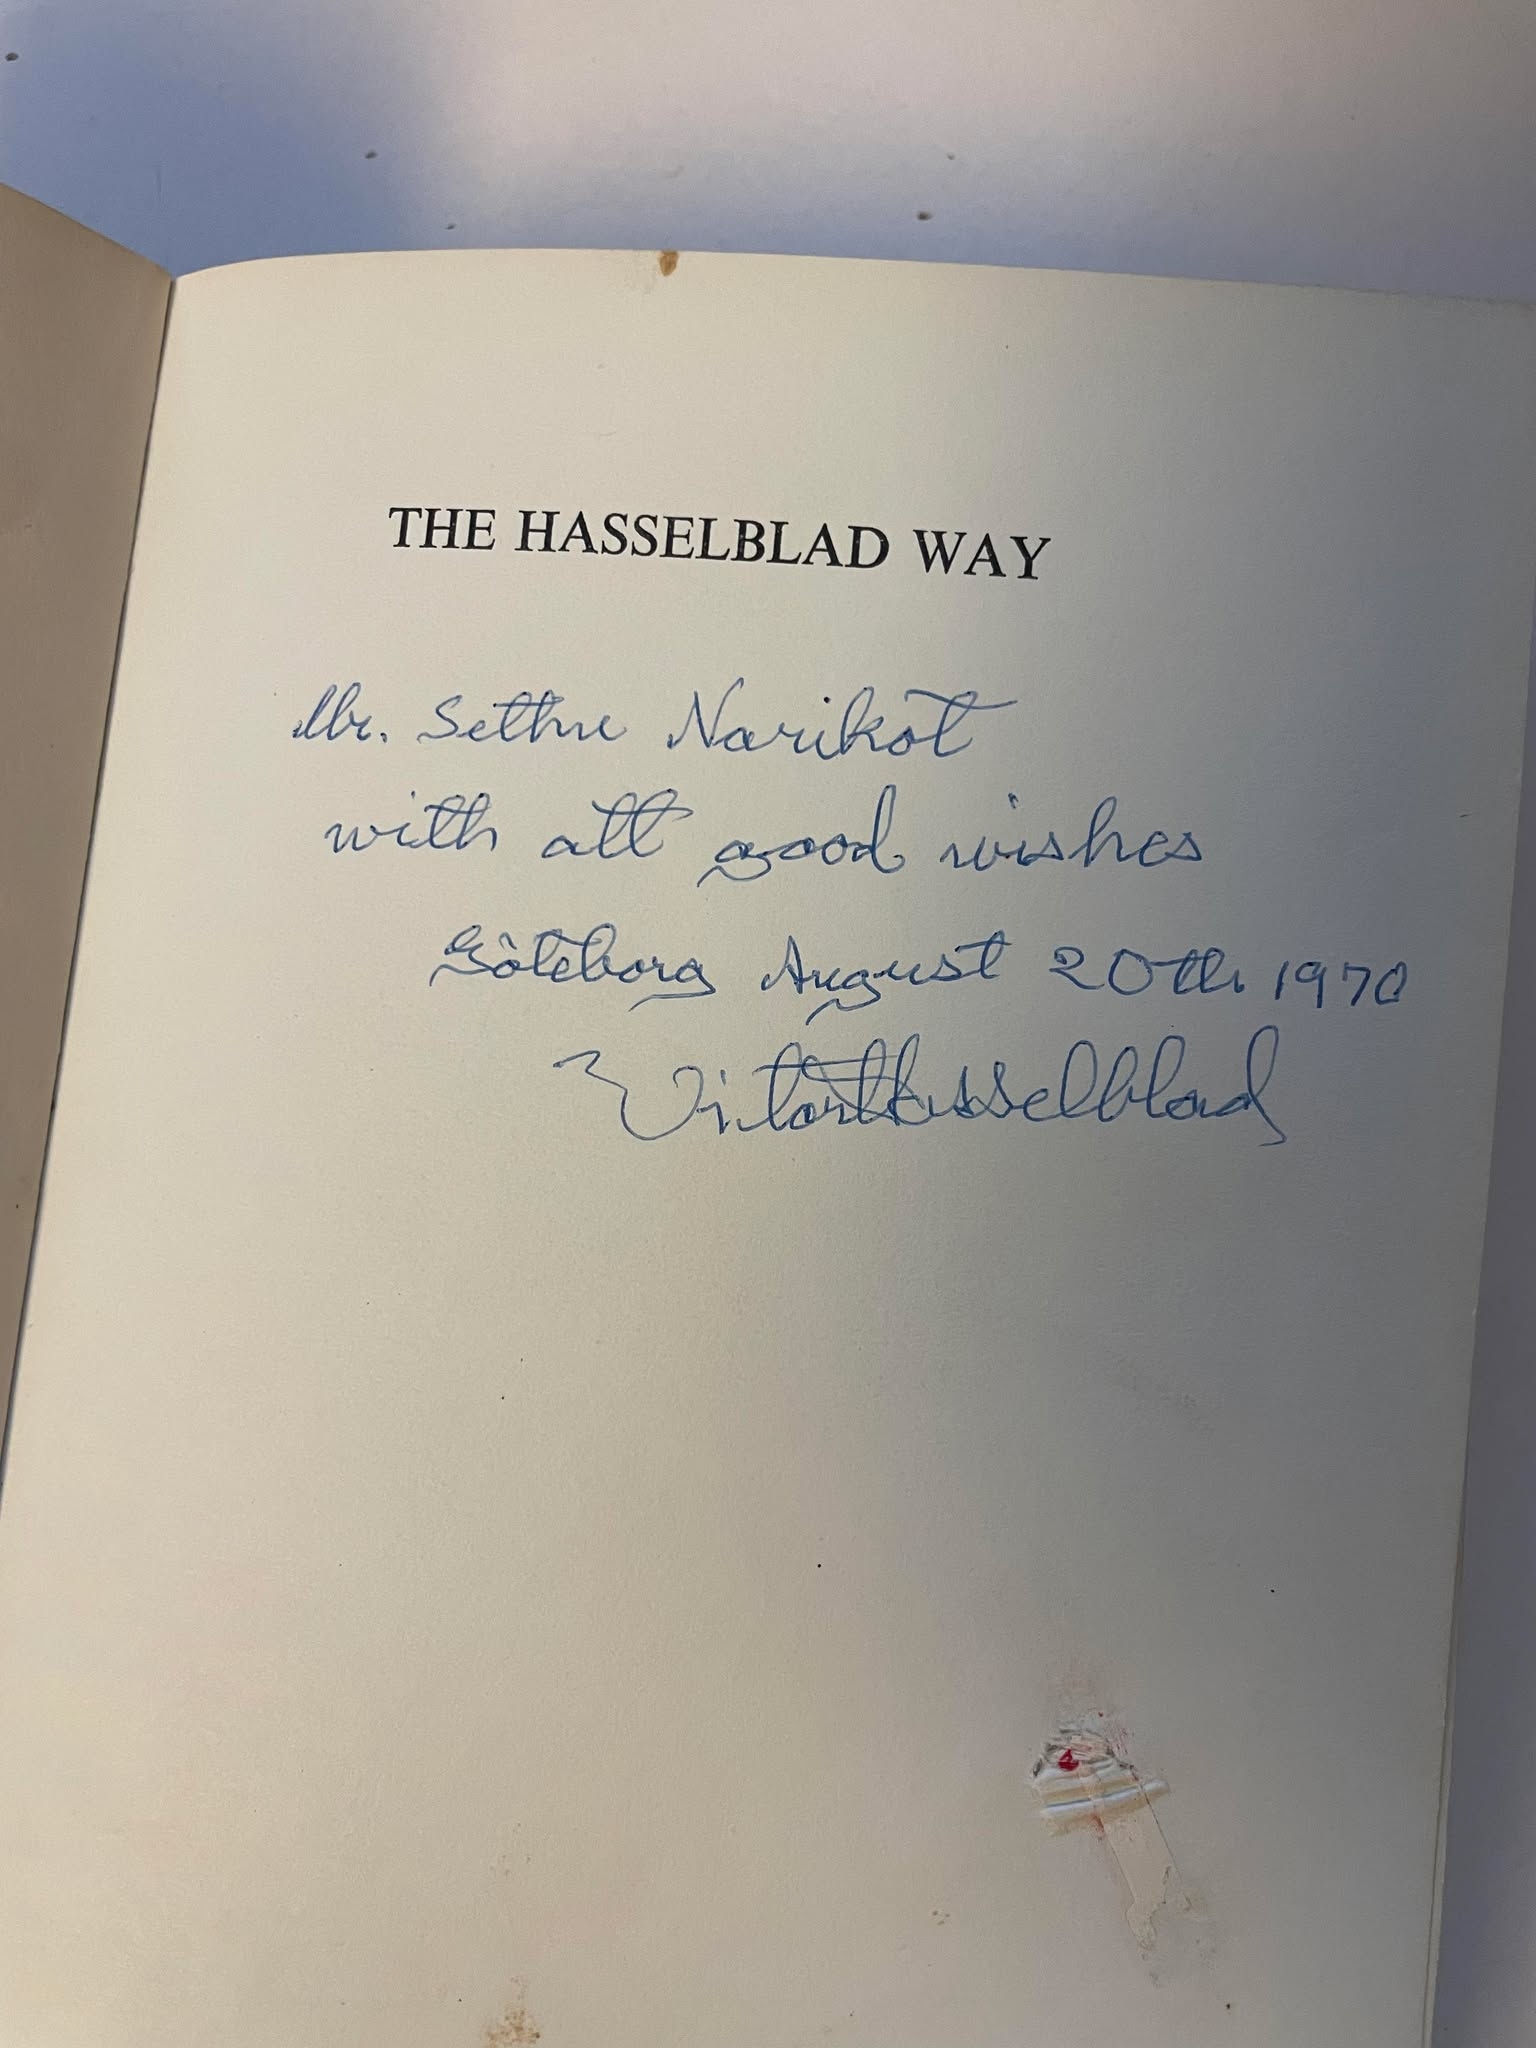 THE HASSELBLAD WAY
Mr. Sethu Narikot
with all good wishes
Göteborg August 20th. 1970
Victor Hasselblad